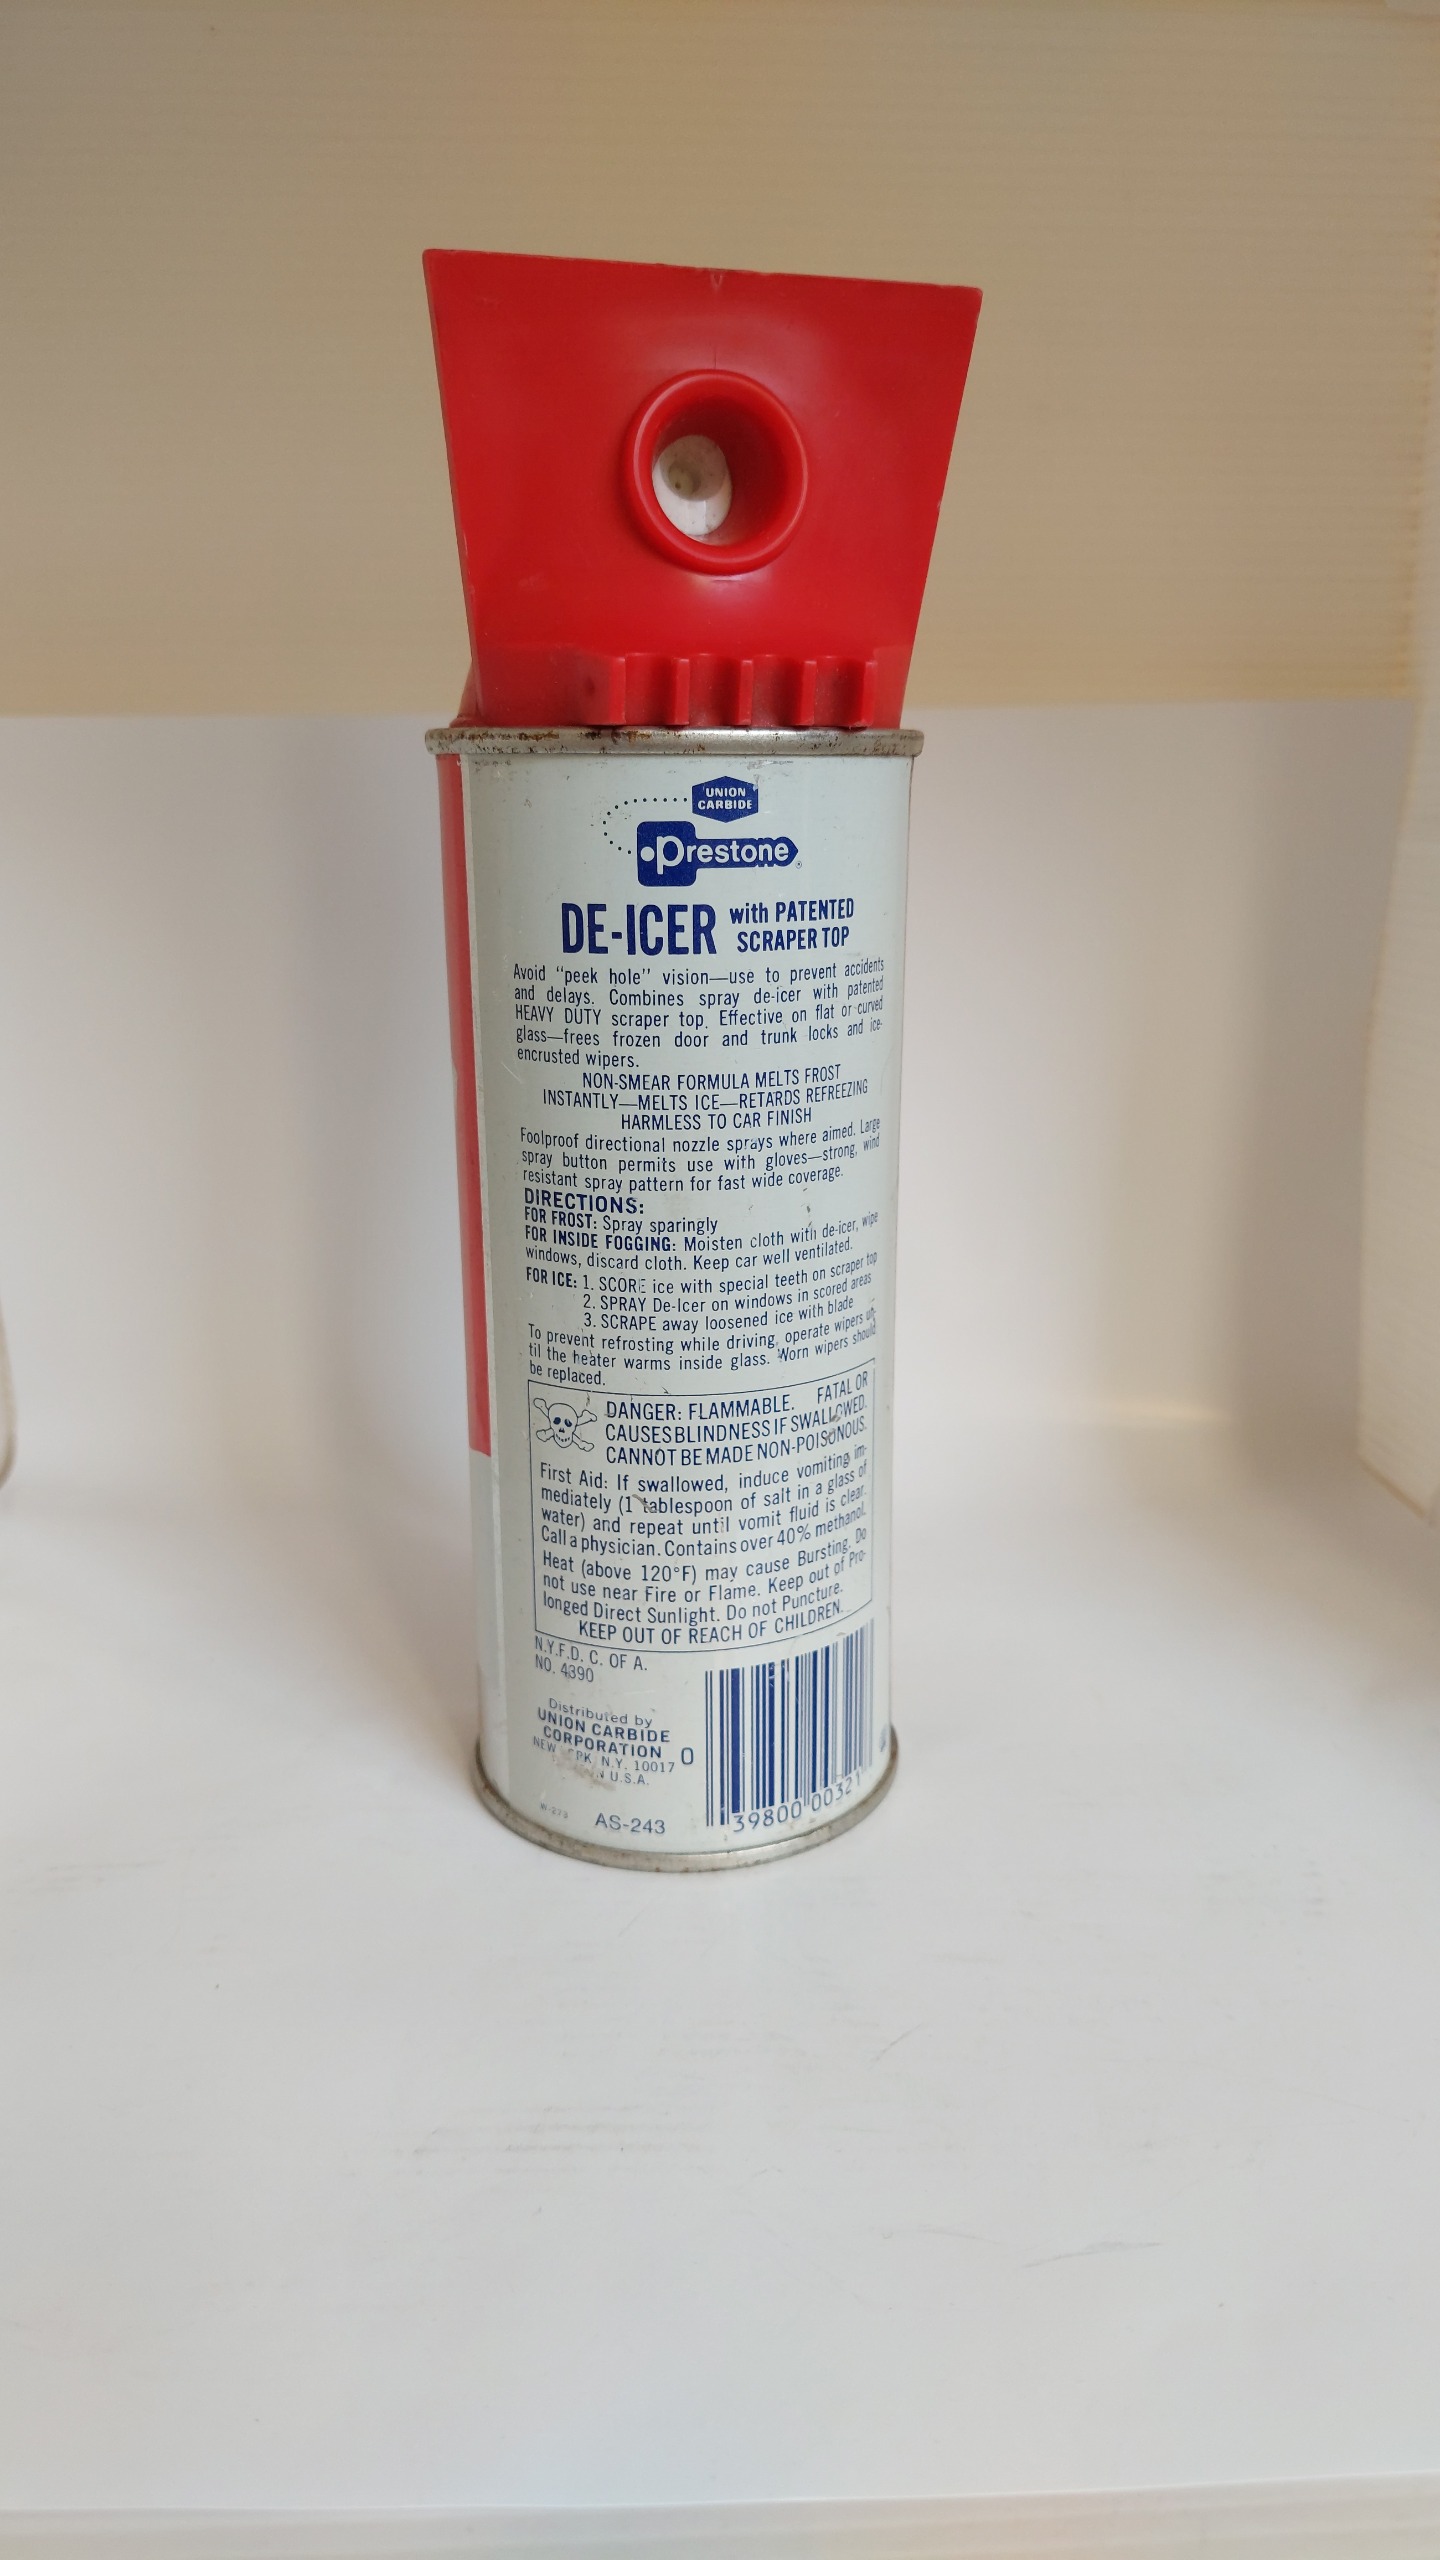 UNION
CARBIDE
Prestone
DE-ICER with PATENTED
SCRAPER TOP
Avoid "peek hole" vision—use to prevent accidents
and delays. Combines spray de-icer with patented
HEAVY DUTY scraper top. Effective on flat or curved
glass—frees frozen door and trunk locks and ice-
encrusted wipers.
NON-SMEAR FORMULA MELTS FROST
INSTANTLY—MELTS ICE—RETARDS REFREEZING
HARMLESS TO CAR FINISH
Foolproof directional nozzle sprays where aimed. Large
spray button permits use with gloves—strong, wind
resistant spray pattern for fast wide coverage.
DIRECTIONS:
FOR FROST: Spray sparingly
FOR INSIDE FOGGING: Moisten cloth with de-icer, wipe
windows, discard cloth. Keep car well ventilated.
FOR ICE: 1. SCORE ice with special teeth on scraper top
2. SPRAY De-Icer on windows in scored areas
3. SCRAPE away loosened ice with blade
To prevent refrosting while driving, operate wipers un-
til the heater warms inside glass. Worn wipers should
be replaced.
DANGER: FLAMMABLE. FATAL OR
CAUSES BLINDNESS IF SWALLOWED.
CANNOT BE MADE NON-POISONOUS.
First Aid: If swallowed, induce vomiting im-
mediately (1 tablespoon of salt in a glass of
water) and repeat until vomit fluid is clear.
Call a physician. Contains over 40% methanol.
Heat (above 120°F) may cause Bursting. Do
not use near Fire or Flame. Keep out of Pro-
longed Direct Sunlight. Do not Puncture.
KEEP OUT OF REACH OF CHILDREN.
N.Y.F.D. C. OF A.
NO. 4390
Distributed by
UNION CARBIDE
CORPORATION
NEW N.Y. 10017
U.S.A.
AS-243
0 39800 00321